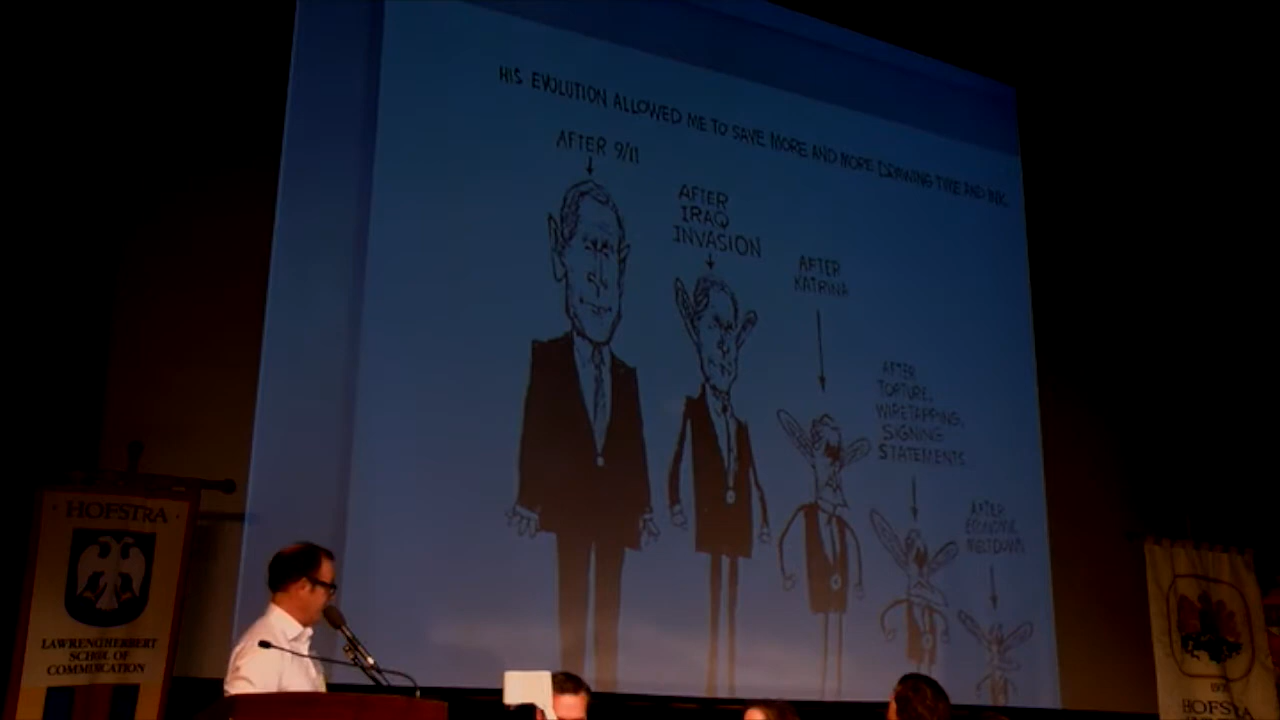 HIS EVOLUTION ALLOWED ME TO SAVE MORE AND MORE DRAWING TIME AND INK.
AFTER 9/11
AFTER
IRAQ
INVASION
AFTER
KATRINA
AFTER
TORTURE,
WIRETAPPING,
SIGNING
STATEMENTS
AFTER
ECONOMIC
MELTDOWN
HOFSTRA
LAWRENCE HERBERT
SCHOOL OF
COMMUNICATION
HOFSTRA